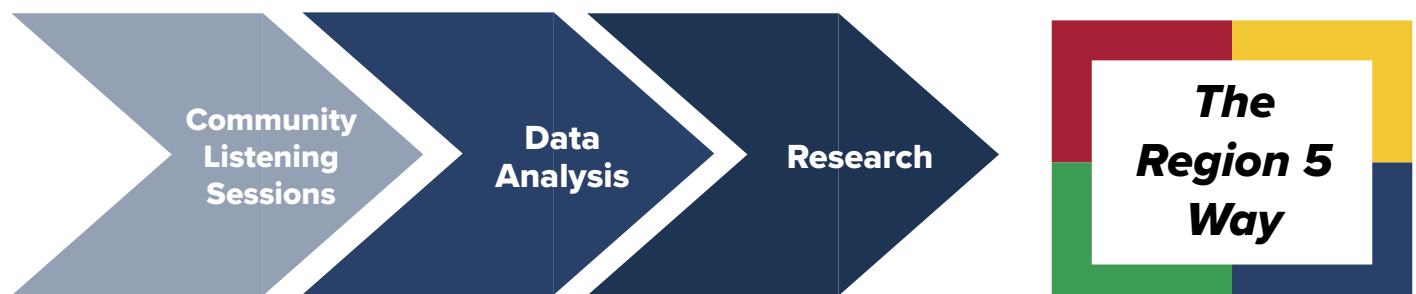 Community
Listening
Sessions
Data
Analysis
Research
The
Region 5
Way